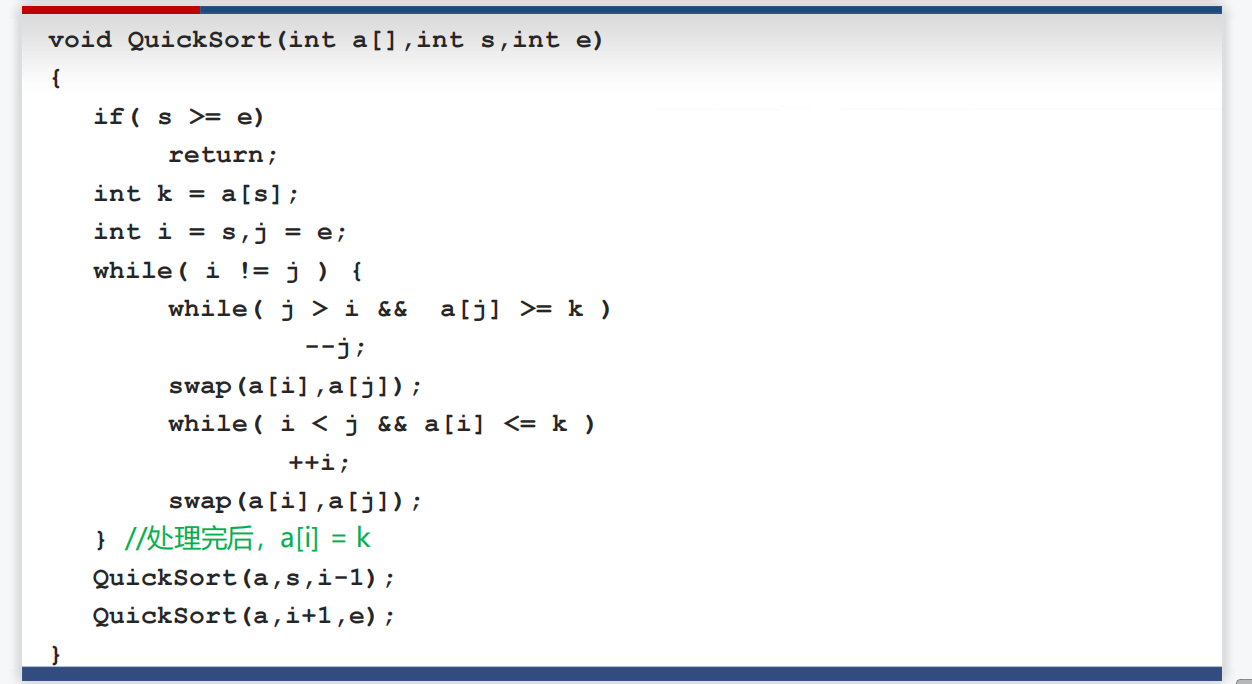 void QuickSort(int a[],int s,int e)
{
if( s >= e)
return;
int k = a[s];
int i = s,j = e;
while( i != j ) {
while( j > i && a[j] >= k )
--j;
swap(a[i],a[j]);
while( i < j && a[i] <= k )
++i;
swap(a[i],a[j]);
} //处理完后，a[i] = k
QuickSort(a,s,i-1);
QuickSort(a,i+1,e);
}